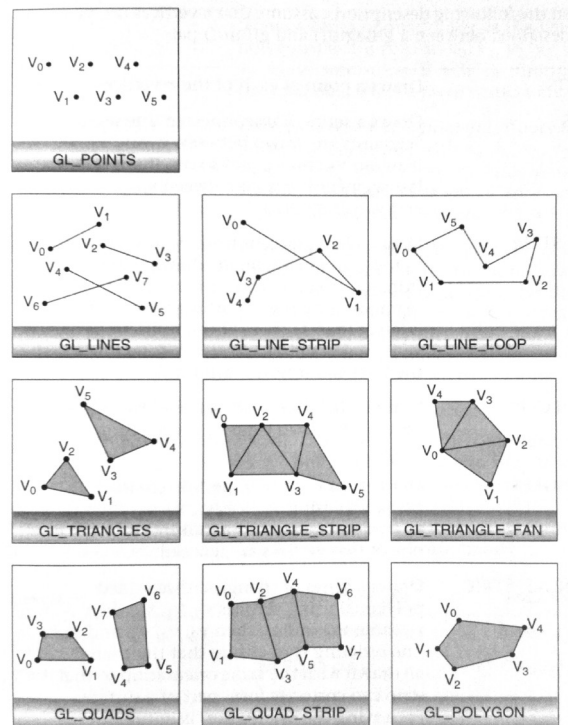 V0 V2 V4
V1 V3 V5
GL_POINTS
V1
V0 V2
V4 V3
V7
V6 V5
GL_LINES
V0
V2
V3
V4 V1
GL_LINE_STRIP
V5 V3
V0 V4
V1 V2
GL_LINE_LOOP
V5
V2 V4
V3
V0 V1
GL_TRIANGLES
V0 V2 V4
V1 V3 V5
GL_TRIANGLE_STRIP
V4 V3
V2
V0
V1
GL_TRIANGLE_FAN
V6
V3 V2 V7
V0 V1 V4 V5
GL_QUADS
V0 V2 V4 V6
V1 V3 V5 V7
GL_QUAD_STRIP
V0 V4
V1
V2 V3
GL_POLYGON